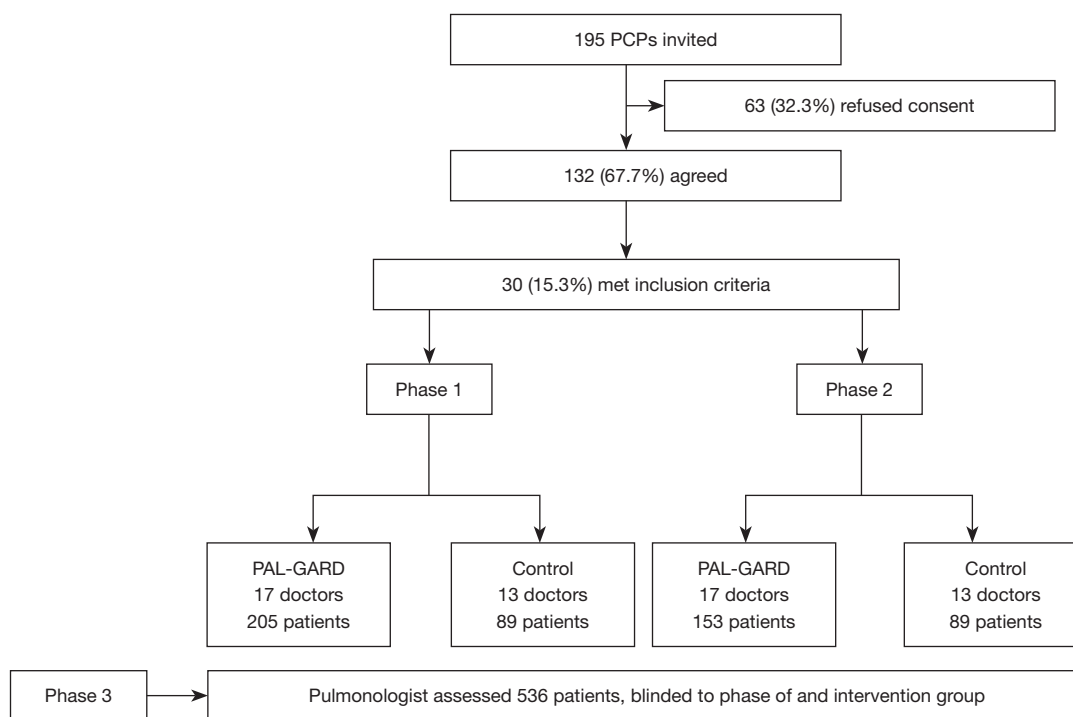 195 PCPs invited
63 (32.3%) refused consent
132 (67.7%) agreed
30 (15.3%) met inclusion criteria
Phase 1
Phase 2
PAL-GARD
17 doctors
205 patients
Control
13 doctors
89 patients
PAL-GARD
17 doctors
153 patients
Control
13 doctors
89 patients
Phase 3
Pulmonologist assessed 536 patients, blinded to phase of and intervention group